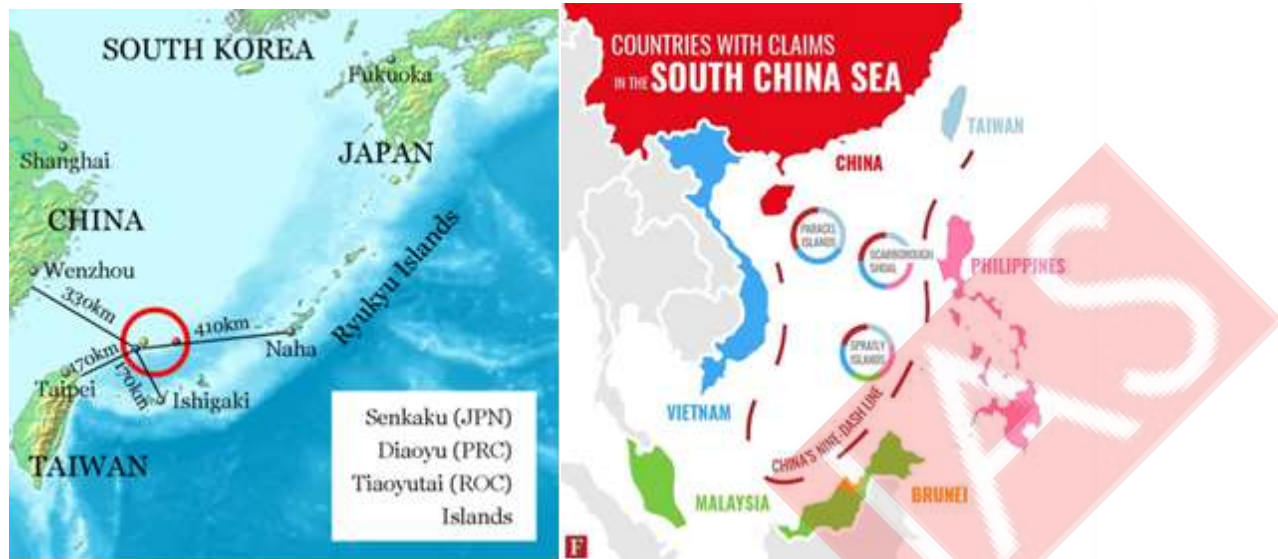 SOUTH KOREA
Fukuoka
JAPAN
Shanghai
CHINA
Wenzhou
330km
410km
Ryukyu Islands
Naha
170km
170km
Taipei
Ishigaki
TAIWAN
Senkaku (JPN)
Diaoyu (PRC)
Tiaoyutai (ROC)
Islands
COUNTRIES WITH CLAIMS
IN THE SOUTH CHINA SEA
TAIWAN
CHINA
PARACEL
ISLANDS
SCARBOROUGH
SHOAL
PHILIPPINES
SPRATLY
ISLANDS
VIETNAM
CHINA'S NINE-DASH LINE
MALAYSIA
BRUNEI
F
IAS